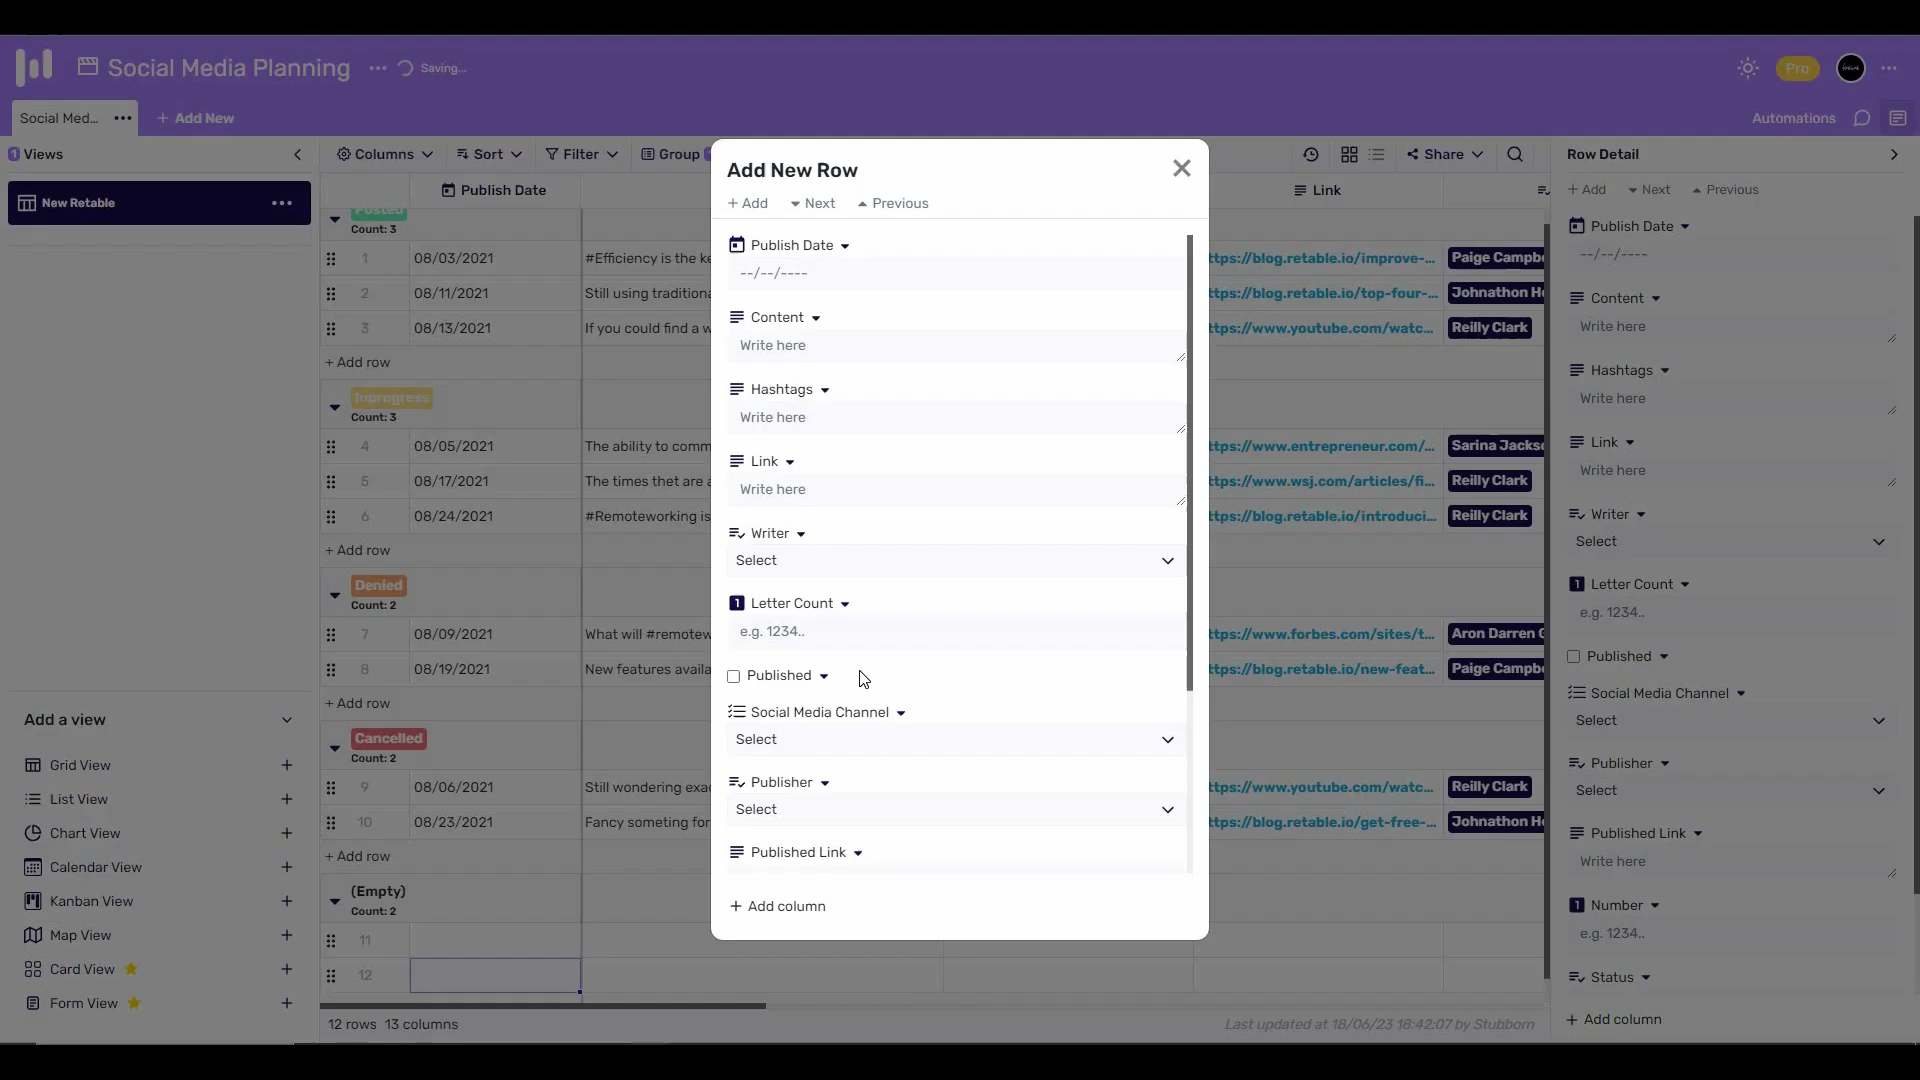 Social Media Planning
Saving...
Pro
Social Med...
+ Add New
Automations
1 Views
New Retable
Columns
Sort
Filter
Group
Share
Row Detail
+ Add
Next
Previous
Publish Date
Link
Posted
Count: 3
1
08/03/2021
#Efficiency is the ke
ttps://blog.retable.io/improve-...
Paige Campbe
2
08/11/2021
Still using traditiona
ttps://blog.retable.io/top-four-...
Johnathon He
3
08/13/2021
If you could find a w
ttps://www.youtube.com/watc...
Reilly Clark
+ Add row
Inprogress
Count: 3
4
08/05/2021
The ability to comm
ttps://www.entrepreneur.com/...
Sarina Jackso
5
08/17/2021
The times thet are a
ttps://www.wsj.com/articles/fi...
Reilly Clark
6
08/24/2021
#Remoteworking is
ttps://blog.retable.io/introduci...
Reilly Clark
+ Add row
Denied
Count: 2
7
08/09/2021
What will #remotew
ttps://www.forbes.com/sites/t...
Aron Darren G
8
08/19/2021
New features availa
ttps://blog.retable.io/new-feat...
Paige Campbe
+ Add row
Cancelled
Count: 2
9
08/06/2021
Still wondering exac
ttps://www.youtube.com/watc...
Reilly Clark
10
08/23/2021
Fancy someting for
ttps://blog.retable.io/get-free-...
Johnathon He
+ Add row
(Empty)
Count: 2
11
12
12 rows 13 columns
Last updated at 18/06/23 18:42:07 by Stubborn
Add a view
Grid View
List View
Chart View
Calendar View
Kanban View
Map View
Card View
Form View
Add New Row
+ Add
Next
Previous
Publish Date
--/--/----
Content
Write here
Hashtags
Write here
Link
Write here
Writer
Select
1 Letter Count
e.g. 1234..
Published
Social Media Channel
Select
Publisher
Select
Published Link
+ Add column
Publish Date
--/--/----
Content
Write here
Hashtags
Write here
Link
Write here
Writer
Select
1 Letter Count
e.g. 1234..
Published
Social Media Channel
Select
Publisher
Select
Published Link
Write here
1 Number
e.g. 1234..
Status
+ Add column